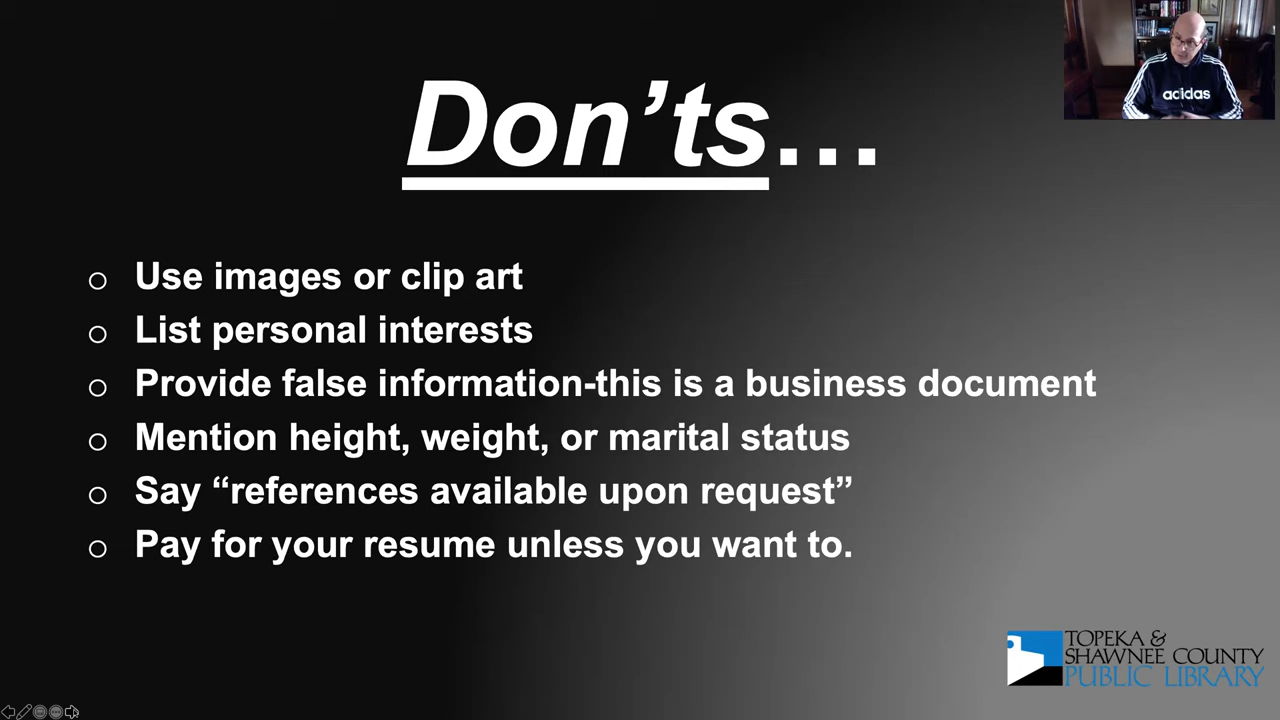 Don’ts…
adidas
Use images or clip art
List personal interests
Provide false information-this is a business document
Mention height, weight, or marital status
Say “references available upon request”
Pay for your resume unless you want to.
TOPEKA &
SHAWNEE COUNTY
PUBLIC LIBRARY